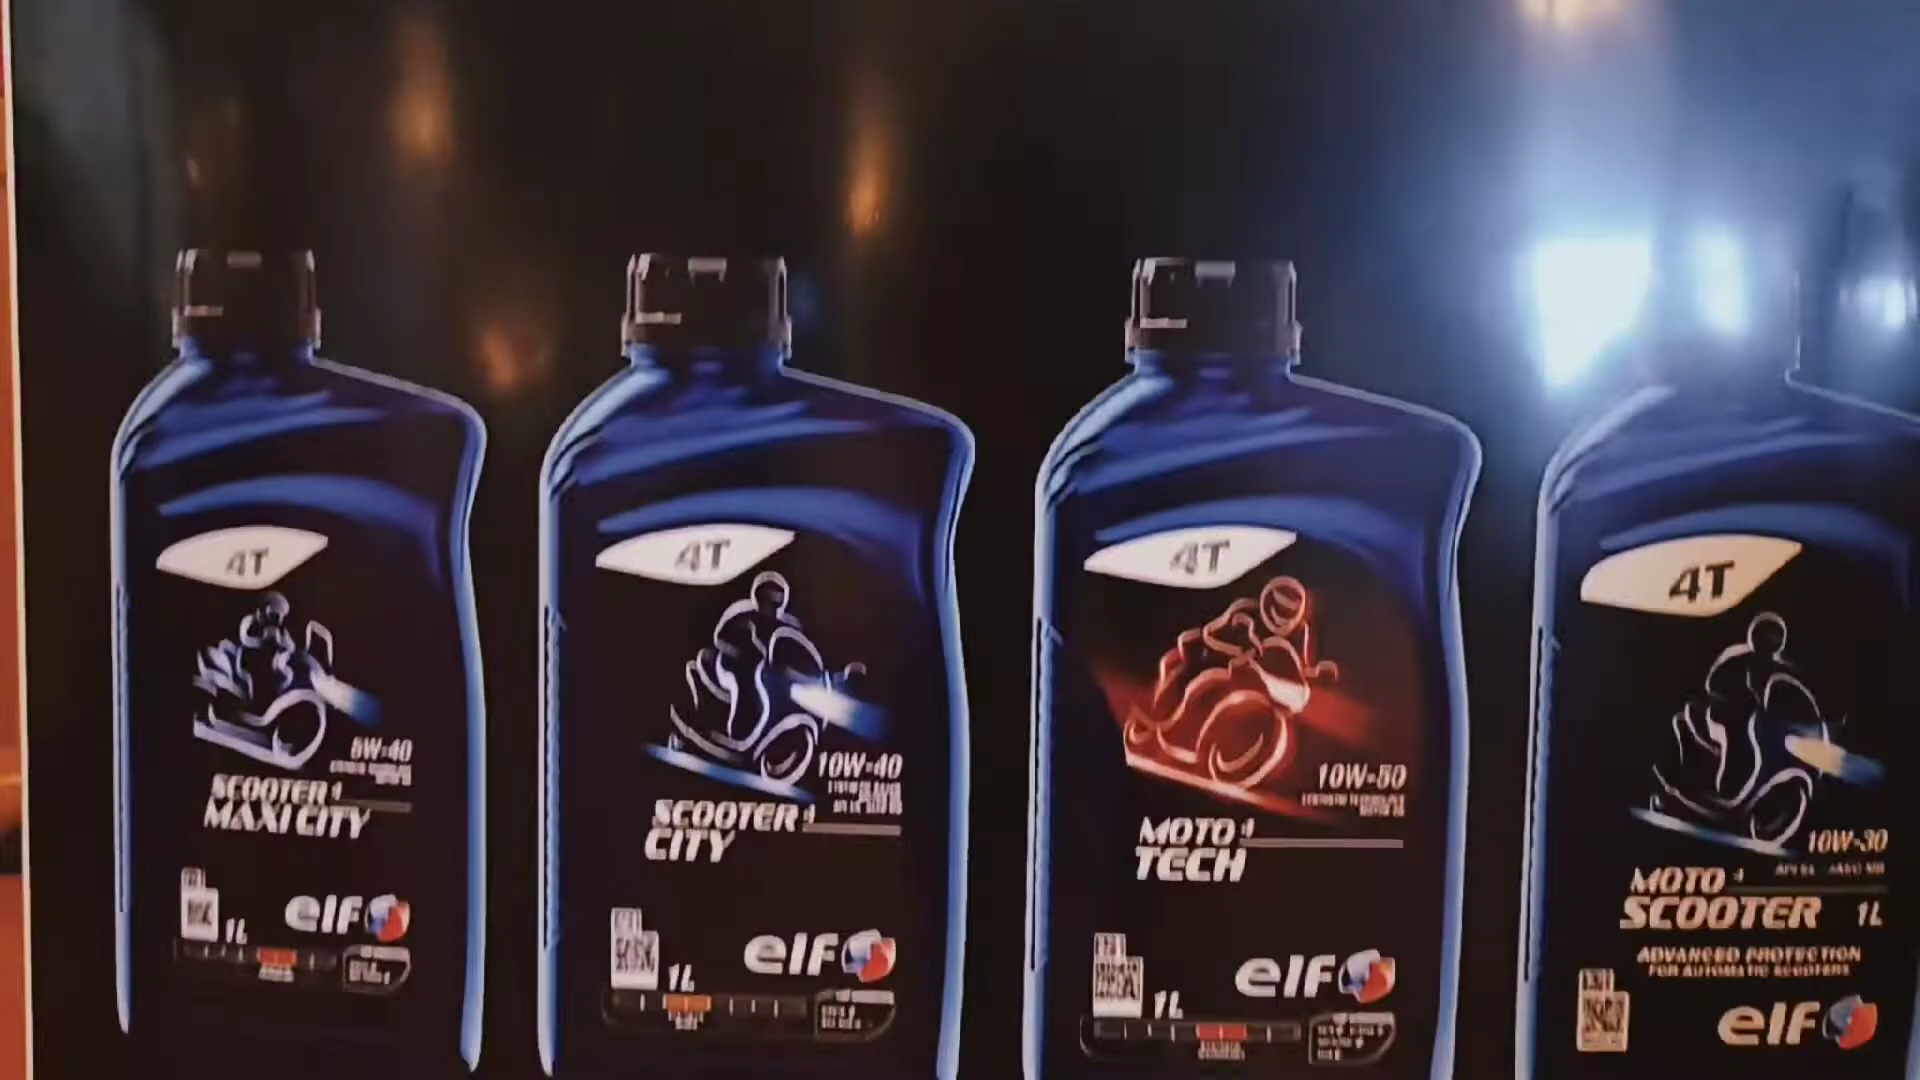 4T
5W-40
SCOOTER 4
MAXI CITY
1L
elf
4T
10W-40
SCOOTER 4
CITY
1L
elf
4T
10W-50
MOTO 4
TECH
1L
elf
4T
10W-30
MOTO 4
SCOOTER 1L
ADVANCED PROTECTION
FOR AUTOMATIC SCOOTERS
elf